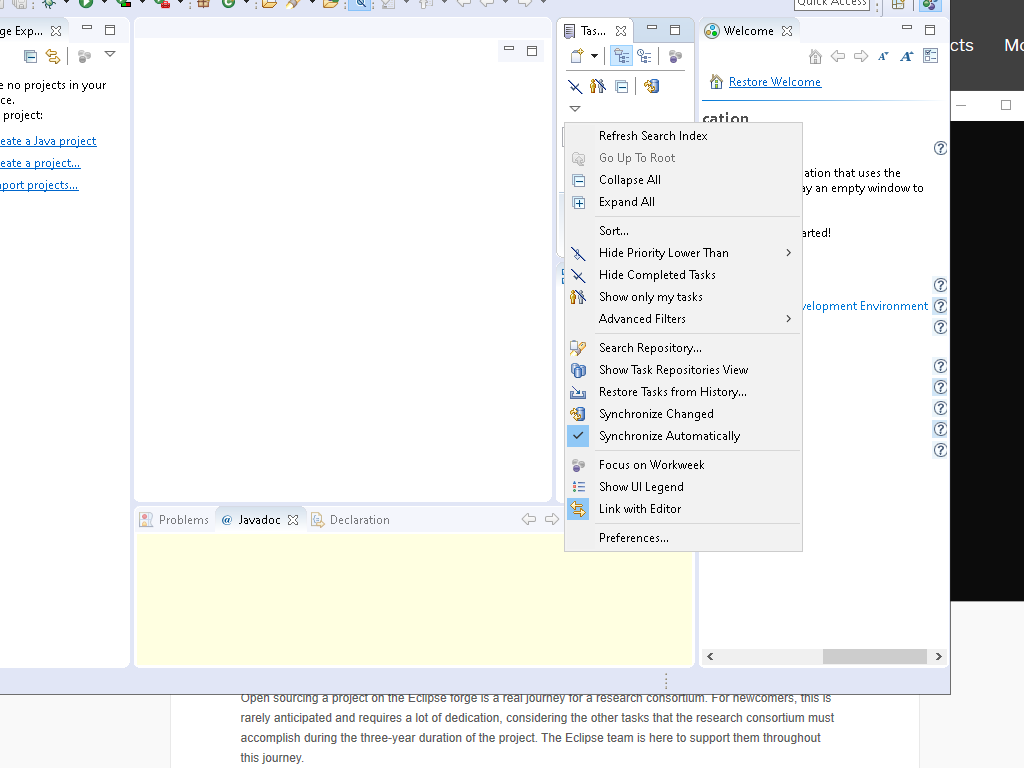 Quick Access
ge Exp...
Tas...
Welcome
cts
Mo
e no projects in your
ce.
project:
eate a Java project
eate a project...
nport projects...
Restore Welcome
cation
ation that uses the
ay an empty window to
arted!
velopment Environment
Refresh Search Index
Go Up To Root
Collapse All
Expand All
Sort...
Hide Priority Lower Than
Hide Completed Tasks
Show only my tasks
Advanced Filters
Search Repository...
Show Task Repositories View
Restore Tasks from History...
Synchronize Changed
Synchronize Automatically
Focus on Workweek
Show UI Legend
Link with Editor
Preferences...
Problems
@ Javadoc
Declaration
Open sourcing a project on the Eclipse forge is a real journey for a research consortium. For newcomers, this is
rarely anticipated and requires a lot of dedication, considering the other tasks that the research consortium must
accomplish during the three-year duration of the project. The Eclipse team is here to support them throughout
this journey.